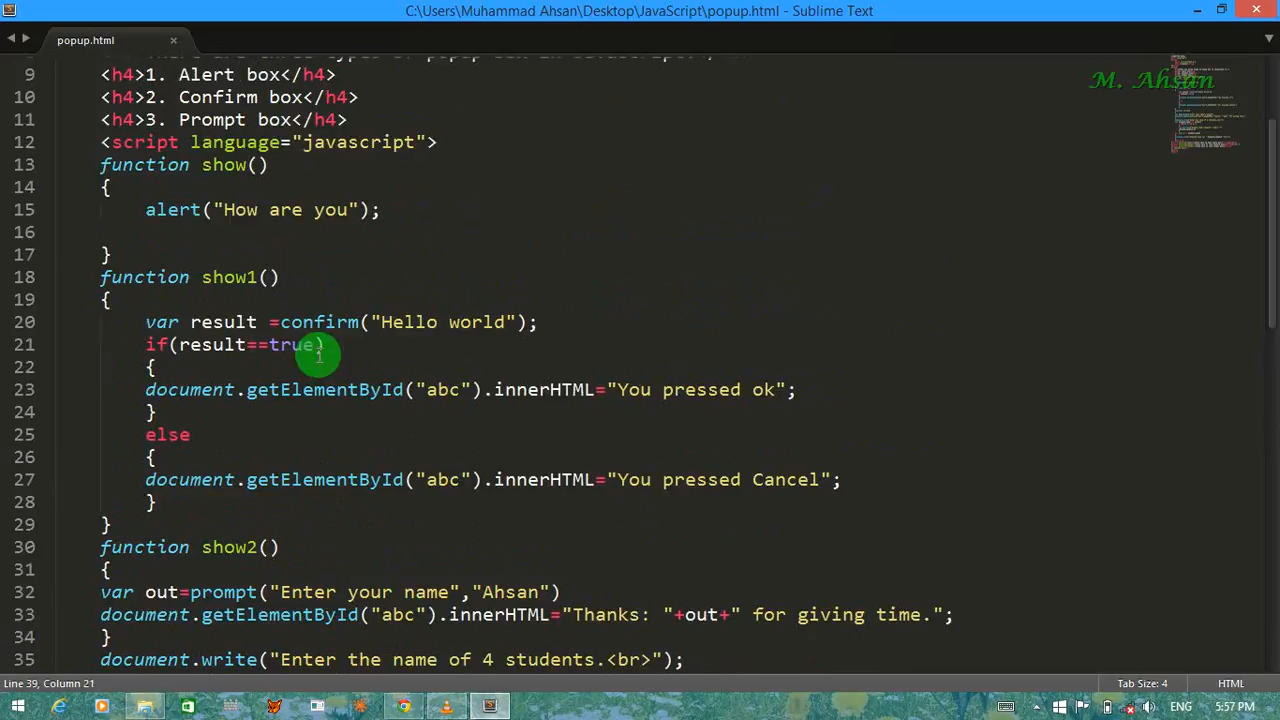 C:\Users\Muhammad Ahsan\Desktop\JavaScript\popup.html - Sublime Text
popup.html
M. Ahsan
9 <h4>1. Alert box</h4>
10 <h4>2. Confirm box</h4>
11 <h4>3. Prompt box</h4>
12 <script language="javascript">
13 function show()
14 {
15 alert("How are you");
16
17 }
18 function show1()
19 {
20 var result =confirm("Hello world");
21 if(result==true)
22 {
23 document.getElementById("abc").innerHTML="You pressed ok";
24 }
25 else
26 {
27 document.getElementById("abc").innerHTML="You pressed Cancel";
28 }
29 }
30 function show2()
31 {
32 var out=prompt("Enter your name","Ahsan")
33 document.getElementById("abc").innerHTML="Thanks: "+out+" for giving time.";
34 }
35 document.write("Enter the name of 4 students.<br>");
Line 39, Column 21
Tab Size: 4
HTML
ENG
5:57 PM